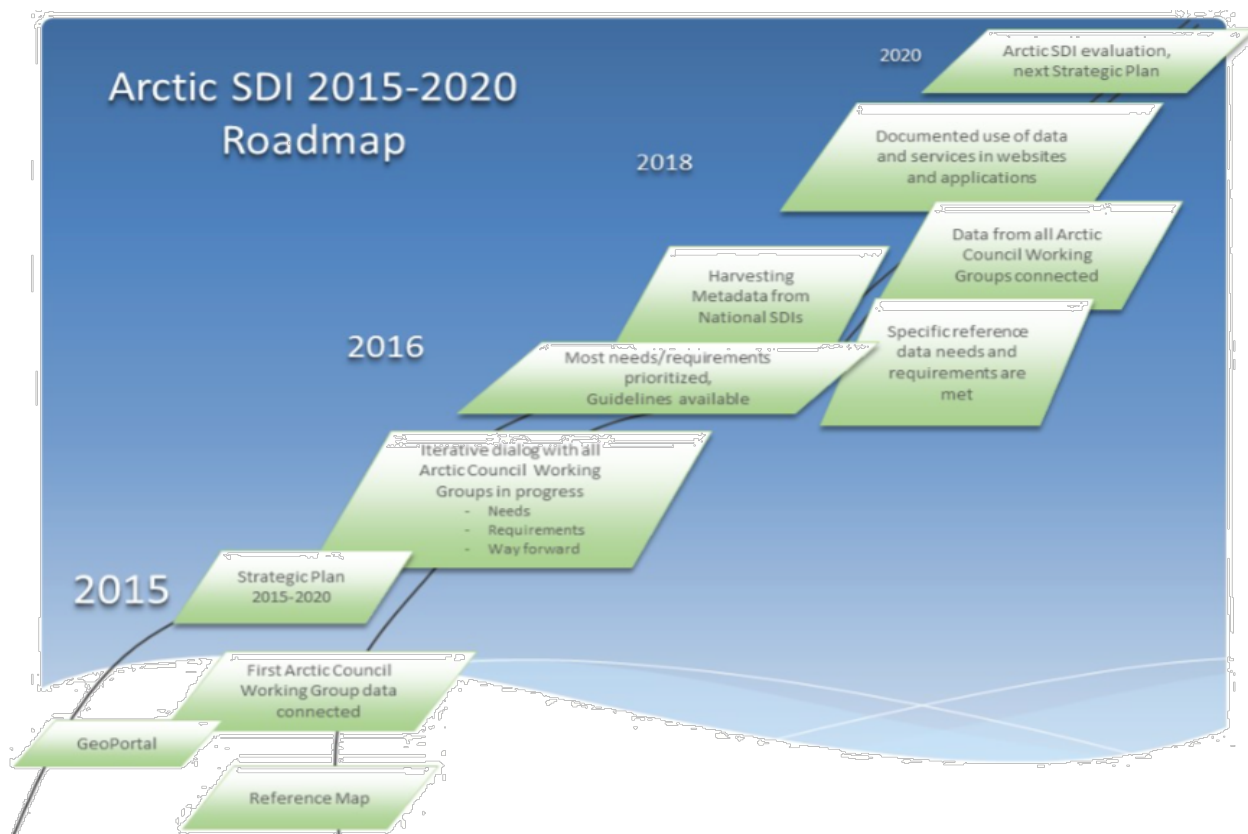 Arctic SDI 2015-2020
Roadmap
2020
Arctic SDI evaluation,
next Strategic Plan
2018
Documented use of data
and services in websites
and applications
Data from all Arctic
Council Working
Groups connected
Harvesting
Metadata from
National SDIs
Specific reference
data needs and
requirements are
met
2016
Most needs/requirements
prioritized,
Guidelines available
Iterative dialog with all
Arctic Council Working
Groups in progress
- Needs
- Requirements
- Way forward
2015
Strategic Plan
2015-2020
First Arctic Council
Working Group data
connected
GeoPortal
Reference Map